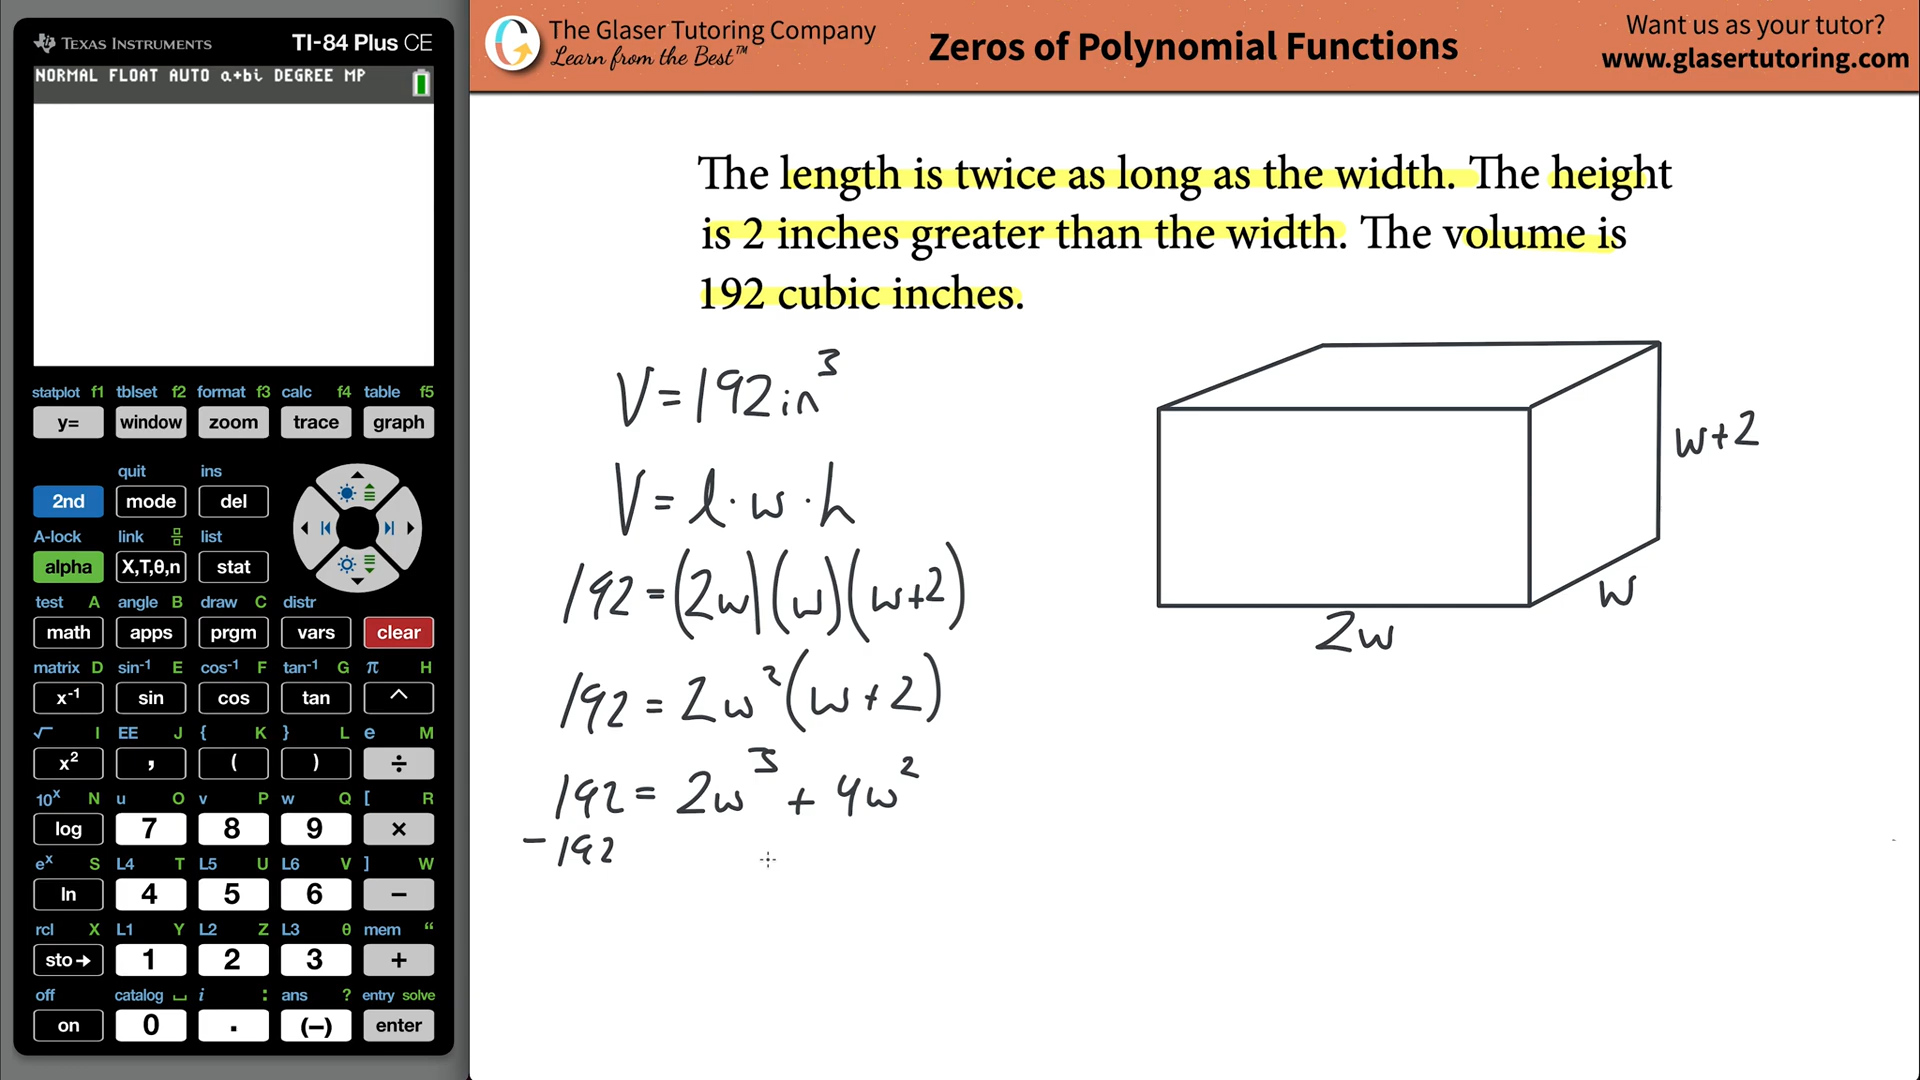 TEXAS INSTRUMENTS TI-84 Plus CE
NORMAL FLOAT AUTO a+bi DEGREE MP
statplot f1 tblset f2 format f3 calc f4 table f5
y= window zoom trace graph
quit ins
2nd mode del
A-lock link list
alpha X,T,θ,n stat
test A angle B draw C distr
math apps prgm vars clear
matrix D sin⁻¹ E cos⁻¹ F tan⁻¹ G π H
x⁻¹ sin cos tan ^
√ I EE J { K } L e M
x² , ( ) ÷
10ˣ N u O v P w Q [ R
log 7 8 9 ×
eˣ S L4 T L5 U L6 V ] W
ln 4 5 6 −
rcl X L1 Y L2 Z L3 θ mem “
sto→ 1 2 3 +
off catalog ⎵ i : ans ? entry solve
on 0 . (−) enter
The Glaser Tutoring Company
Learn from the Best™
Zeros of Polynomial Functions
Want us as your tutor?
www.glasertutoring.com
The length is twice as long as the width. The height
is 2 inches greater than the width. The volume is
192 cubic inches.
V = 192 in³
V = l · w · h
192 = (2w)(w)(w+2)
192 = 2w²(w+2)
192 = 2w³ + 4w²
-192
w+2
w
2w